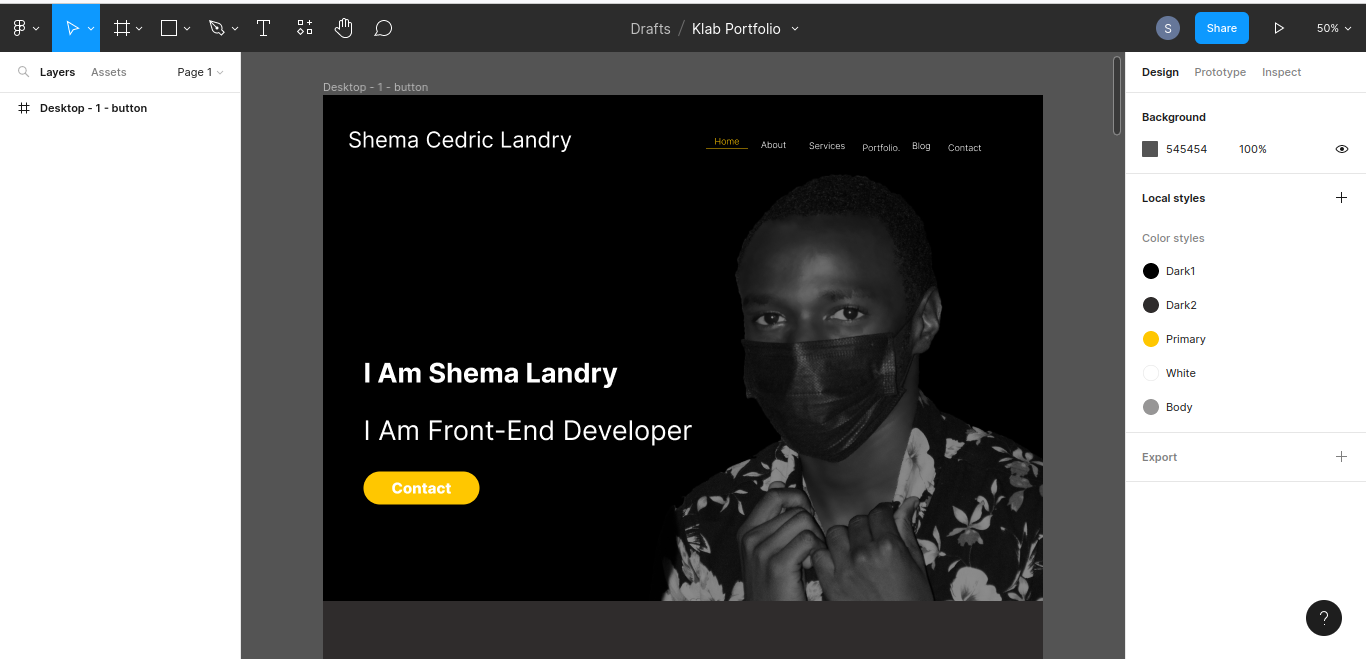 Drafts / Klab Portfolio
S
Share
50%
Layers
Assets
Page 1
Desktop - 1 - button
Desktop - 1 - button
Shema Cedric Landry
Home
About
Services
Portfolio.
Blog
Contact
I Am Shema Landry
I Am Front-End Developer
Contact
Design
Prototype
Inspect
Background
545454
100%
Local styles
Color styles
Dark1
Dark2
Primary
White
Body
Export
?